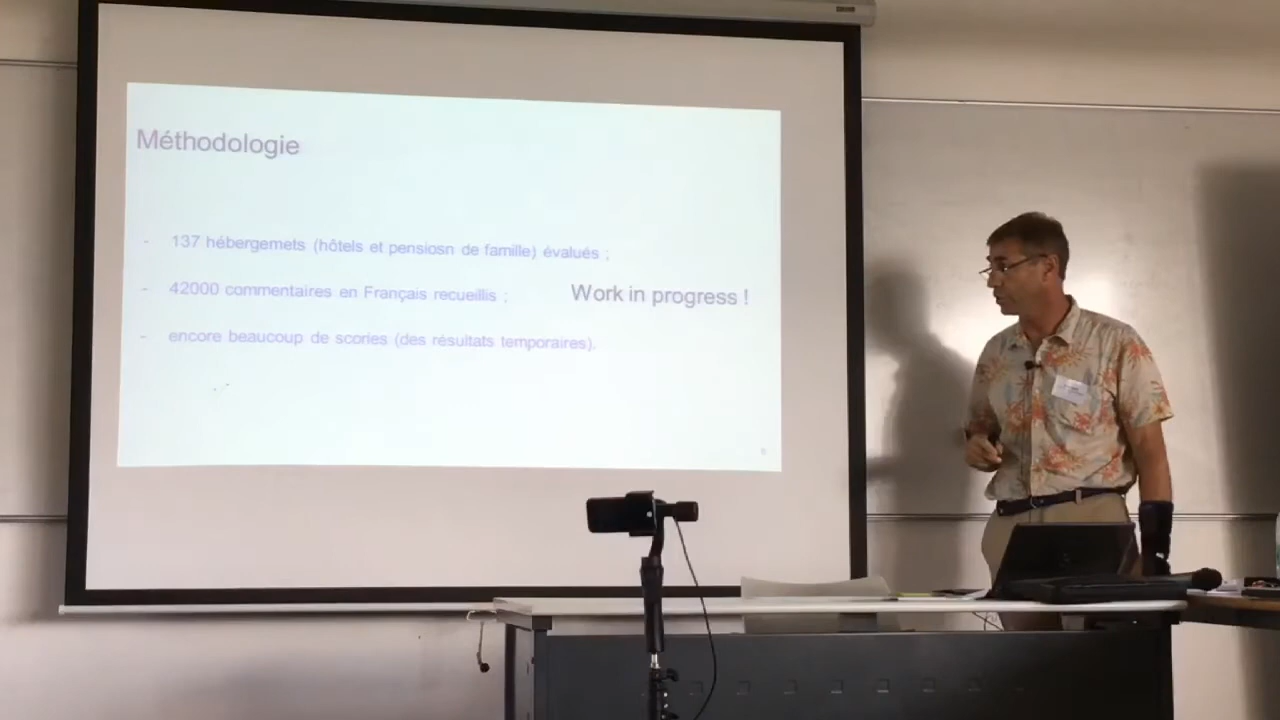 Méthodologie
- 137 hébergemets (hôtels et pensiosn de famille) évalués ;
- 42000 commentaires en Français recueillis ;
Work in progress !
- encore beaucoup de scories (des résultats temporaires).